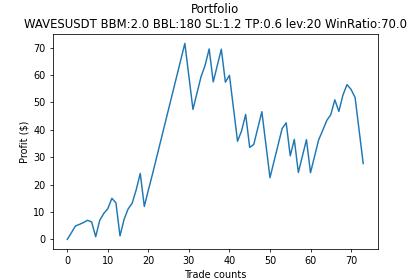 Portfolio
WAVESUSDT BBM:2.0 BBL:180 SL:1.2 TP:0.6 lev:20 WinRatio:70.0
Profit ($)
70
60
50
40
30
20
10
0
0 10 20 30 40 50 60 70
Trade counts